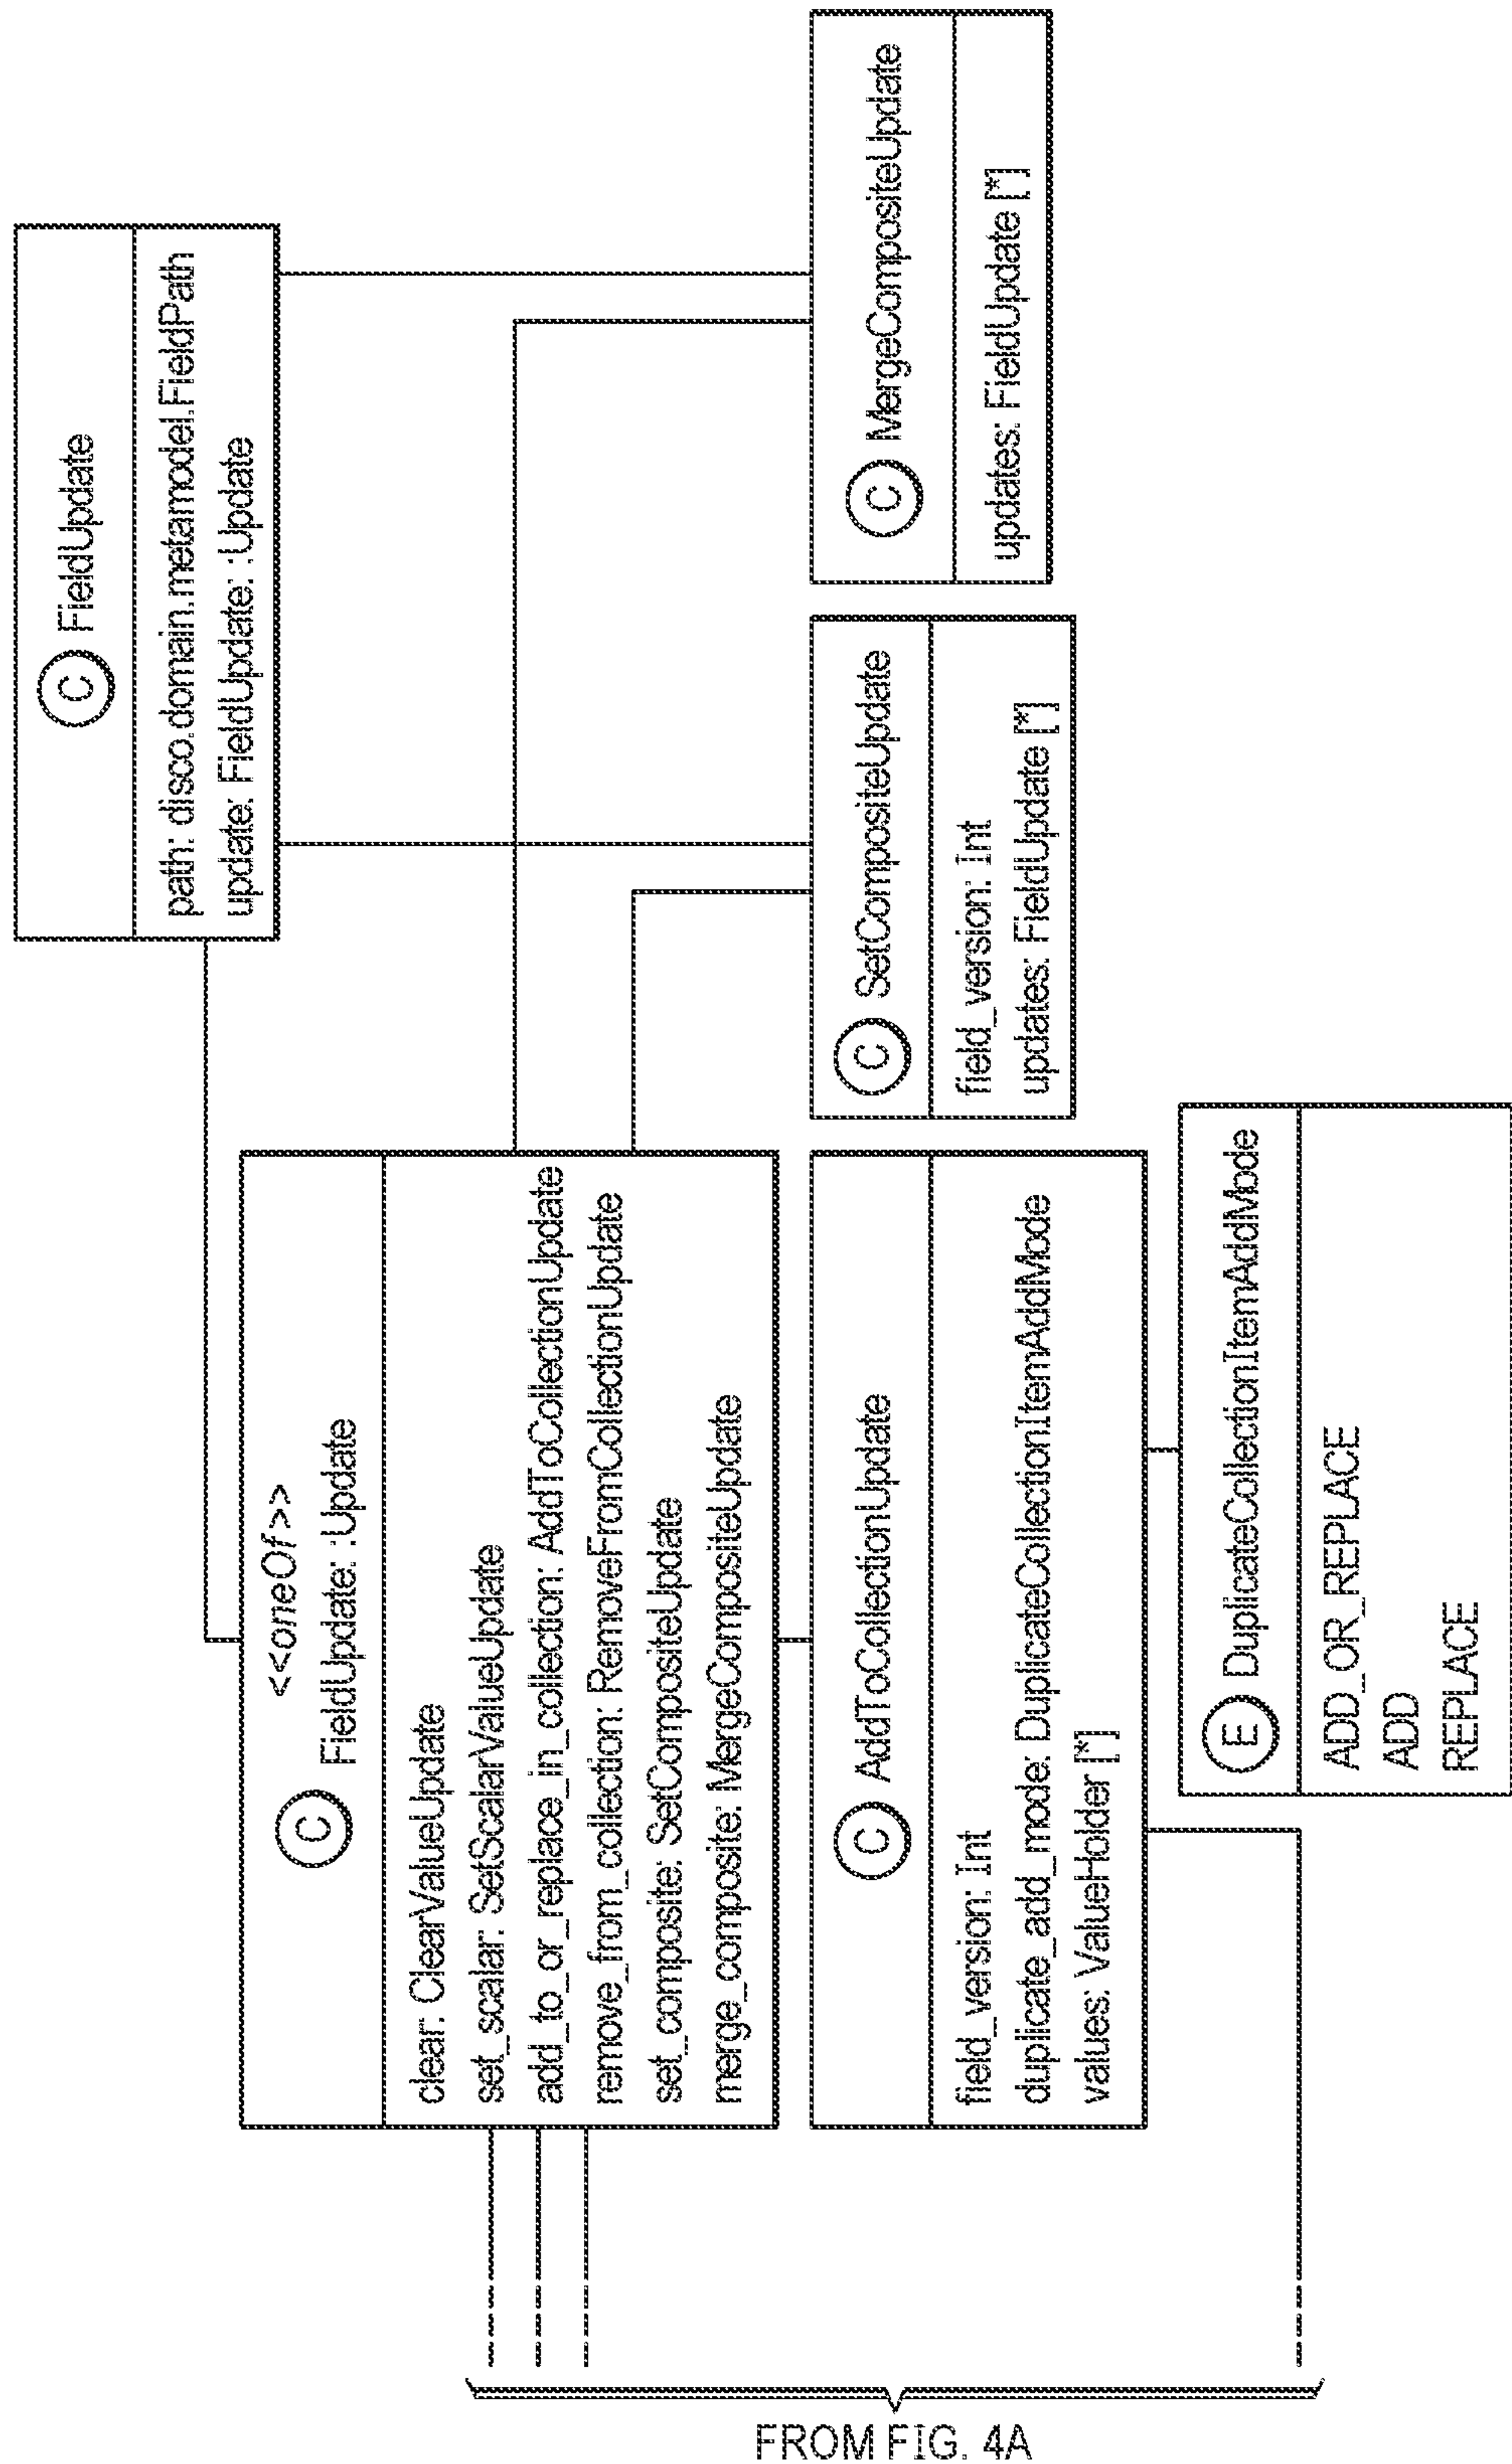 C FieldUpdate
path: disco.domain.metamodel.FieldPath
update: FieldUpdate: :Update
<<oneOf>>
C FieldUpdate: :Update
clear: ClearValueUpdate
set_scalar: SetScalarValueUpdate
add_to_or_replace_in_collection: AddToCollectionUpdate
remove_from_collection: RemoveFromCollectionUpdate
set_composite: SetCompositeUpdate
merge_composite: MergeCompositeUpdate
C AddToCollectionUpdate
field_version: Int
duplicate_add_mode: DuplicateCollectionItemAddMode
values: ValueHolder [*]
C SetCompositeUpdate
field_version: Int
updates: FieldUpdate [*]
C MergeCompositeUpdate
updates: FieldUpdate [*]
E DuplicateCollectionItemAddMode
ADD_OR_REPLACE
ADD
REPLACE
FROM FIG. 4A